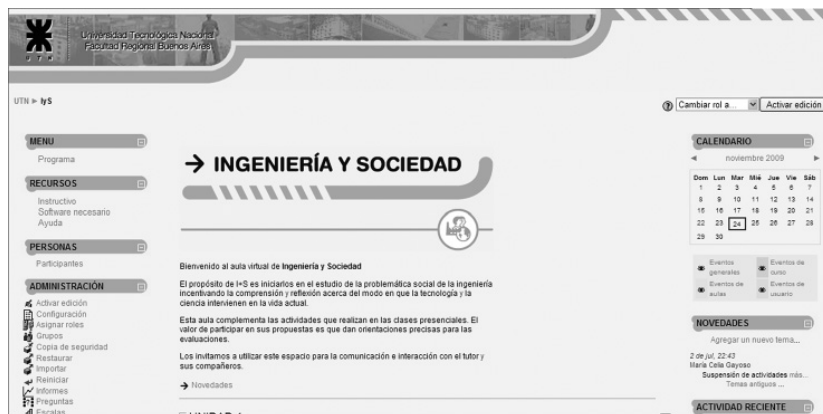 Universidad Tecnológica Nacional
Facultad Regional Buenos Aires
UTN
UTN ► IyS
Cambiar rol a...
Activar edición
MENU
Programa
RECURSOS
Instructivo
Software necesario
Ayuda
PERSONAS
Participantes
ADMINISTRACIÓN
Activar edición
Configuración
Asignar roles
Grupos
Copia de seguridad
Restaurar
Importar
Reiniciar
Informes
Preguntas
Escalas
→ INGENIERÍA Y SOCIEDAD
Bienvenido al aula virtual de Ingeniería y Sociedad
El propósito de I+S es iniciarlos en el estudio de la problemática social de la ingeniería
incentivando la comprensión y reflexión acerca del modo en que la tecnología y la
ciencia intervienen en la vida actual.
Esta aula complementa las actividades que realizan en las clases presenciales. El
valor de participar en sus propuestas es que dan orientaciones precisas para las
evaluaciones.
Los invitamos a utilizar este espacio para la comunicación e interacción con el tutor y
sus compañeros.
→ Novedades
CALENDARIO
◄ noviembre 2009 ►
Dom Lun Mar Mié Jue Vie Sáb
1 2 3 4 5 6 7
8 9 10 11 12 13 14
15 16 17 18 19 20 21
22 23 24 25 26 27 28
29 30
Eventos generales
Eventos de curso
Eventos de aulas
Eventos de usuario
NOVEDADES
Agregar un nuevo tema...
2 de jul, 22:43
María Celia Gayoso
Suspensión de actividades más...
Temas antiguos ...
ACTIVIDAD RECIENTE